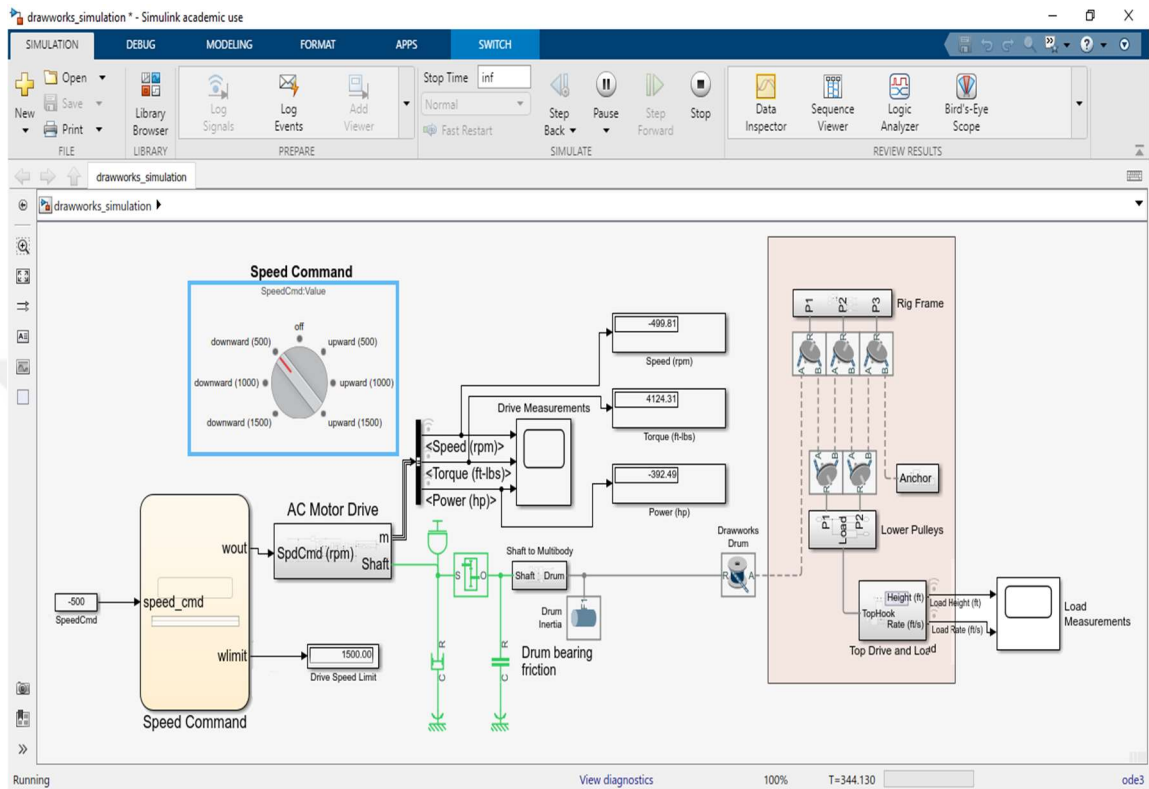 drawworks_simulation * - Simulink academic use
SIMULATION DEBUG MODELING FORMAT APPS SWITCH
New
Open
Save
Print
FILE
Library Browser
LIBRARY
Log Signals
Log Events
Add Viewer
PREPARE
Stop Time inf
Normal
Fast Restart
Step Back
Pause
Step Forward
Stop
SIMULATE
Data Inspector
Sequence Viewer
Logic Analyzer
Bird's-Eye Scope
REVIEW RESULTS
drawworks_simulation
drawworks_simulation
Speed Command
SpeedCmd:Value
off
downward (500) upward (500)
downward (1000) upward (1000)
downward (1500) upward (1500)
-499.81
Speed (rpm)
4124.31
Torque (ft-lbs)
-392.49
Power (hp)
Drive Measurements
<Speed (rpm)>
<Torque (ft-lbs)>
<Power (hp)>
AC Motor Drive
SpdCmd (rpm)
m
Shaft
-500
SpeedCmd
speed_cmd
wout
wlimit
Speed Command
1500.00
Drive Speed Limit
S O
R C
R C
Shaft to Multibody
Shaft Drum
Drum Inertia
F1
Drum bearing friction
Drawworks Drum
R A
P1 P2 P3
Rig Frame
R R R
A B A B A B
A B A B
R R
Anchor
P1 Load P2
Lower Pulleys
TopHook
Height (ft)
Rate (ft/s)
Top Drive and Load
Load Height (ft)
Load Rate (ft/s)
Load Measurements
Running
View diagnostics
100%
T=344.130
ode3